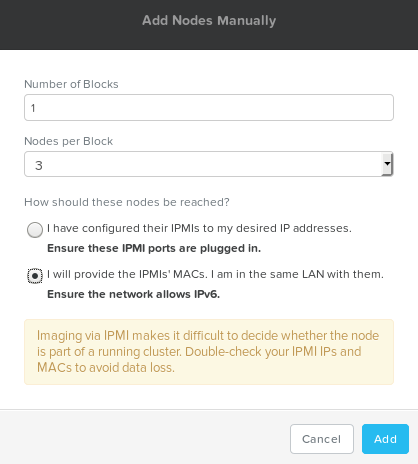 Add Nodes Manually
Number of Blocks
1
Nodes per Block
3
How should these nodes be reached?
I have configured their IPMIs to my desired IP addresses.
Ensure these IPMI ports are plugged in.
I will provide the IPMIs' MACs. I am in the same LAN with them.
Ensure the network allows IPv6.
Imaging via IPMI makes it difficult to decide whether the node
is part of a running cluster. Double-check your IPMI IPs and
MACs to avoid data loss.
Cancel
Add